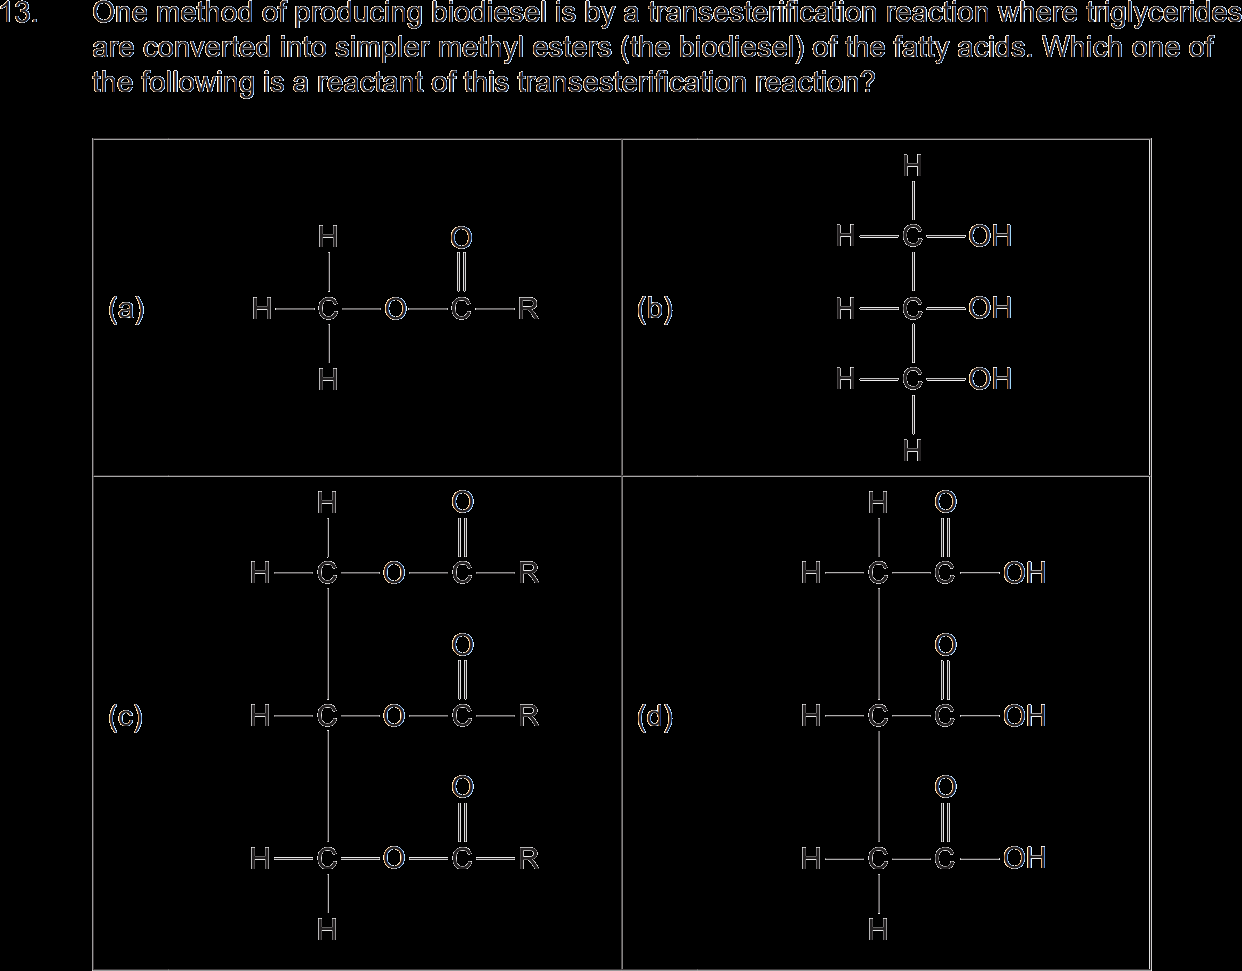 13. One method of producing biodiesel is by a transesterification reaction where triglycerides
are converted into simpler methyl esters (the biodiesel) of the fatty acids. Which one of
the following is a reactant of this transesterification reaction?
(a)
H
O
H C O C R
H
(b)
H
H C OH
H C OH
H C OH
H
(c)
H O
H C O C R
O
H C O C R
O
H C O C R
H
(d)
H O
H C C OH
O
H C C OH
O
H C C OH
H